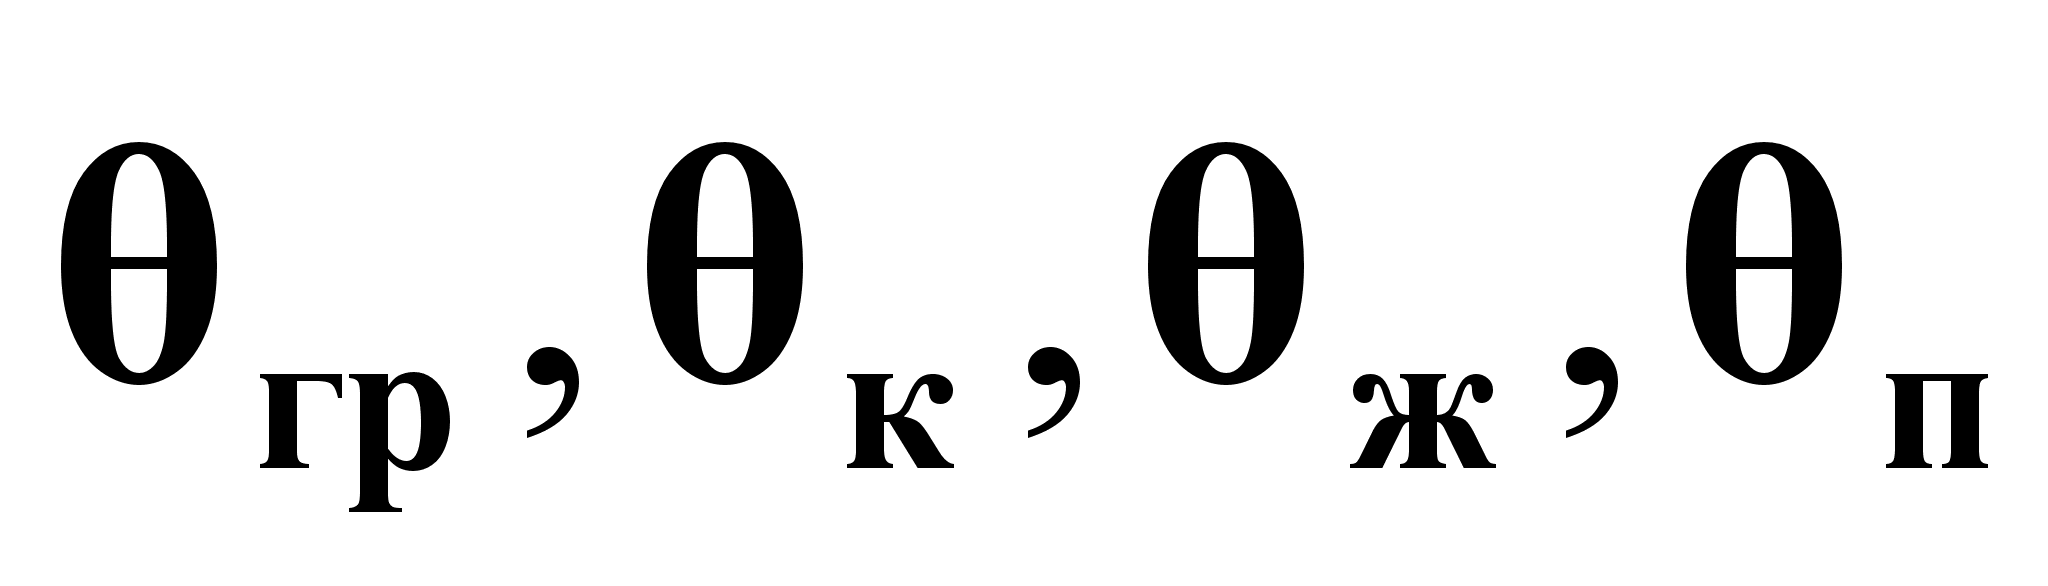 θгр, θк, θж, θп